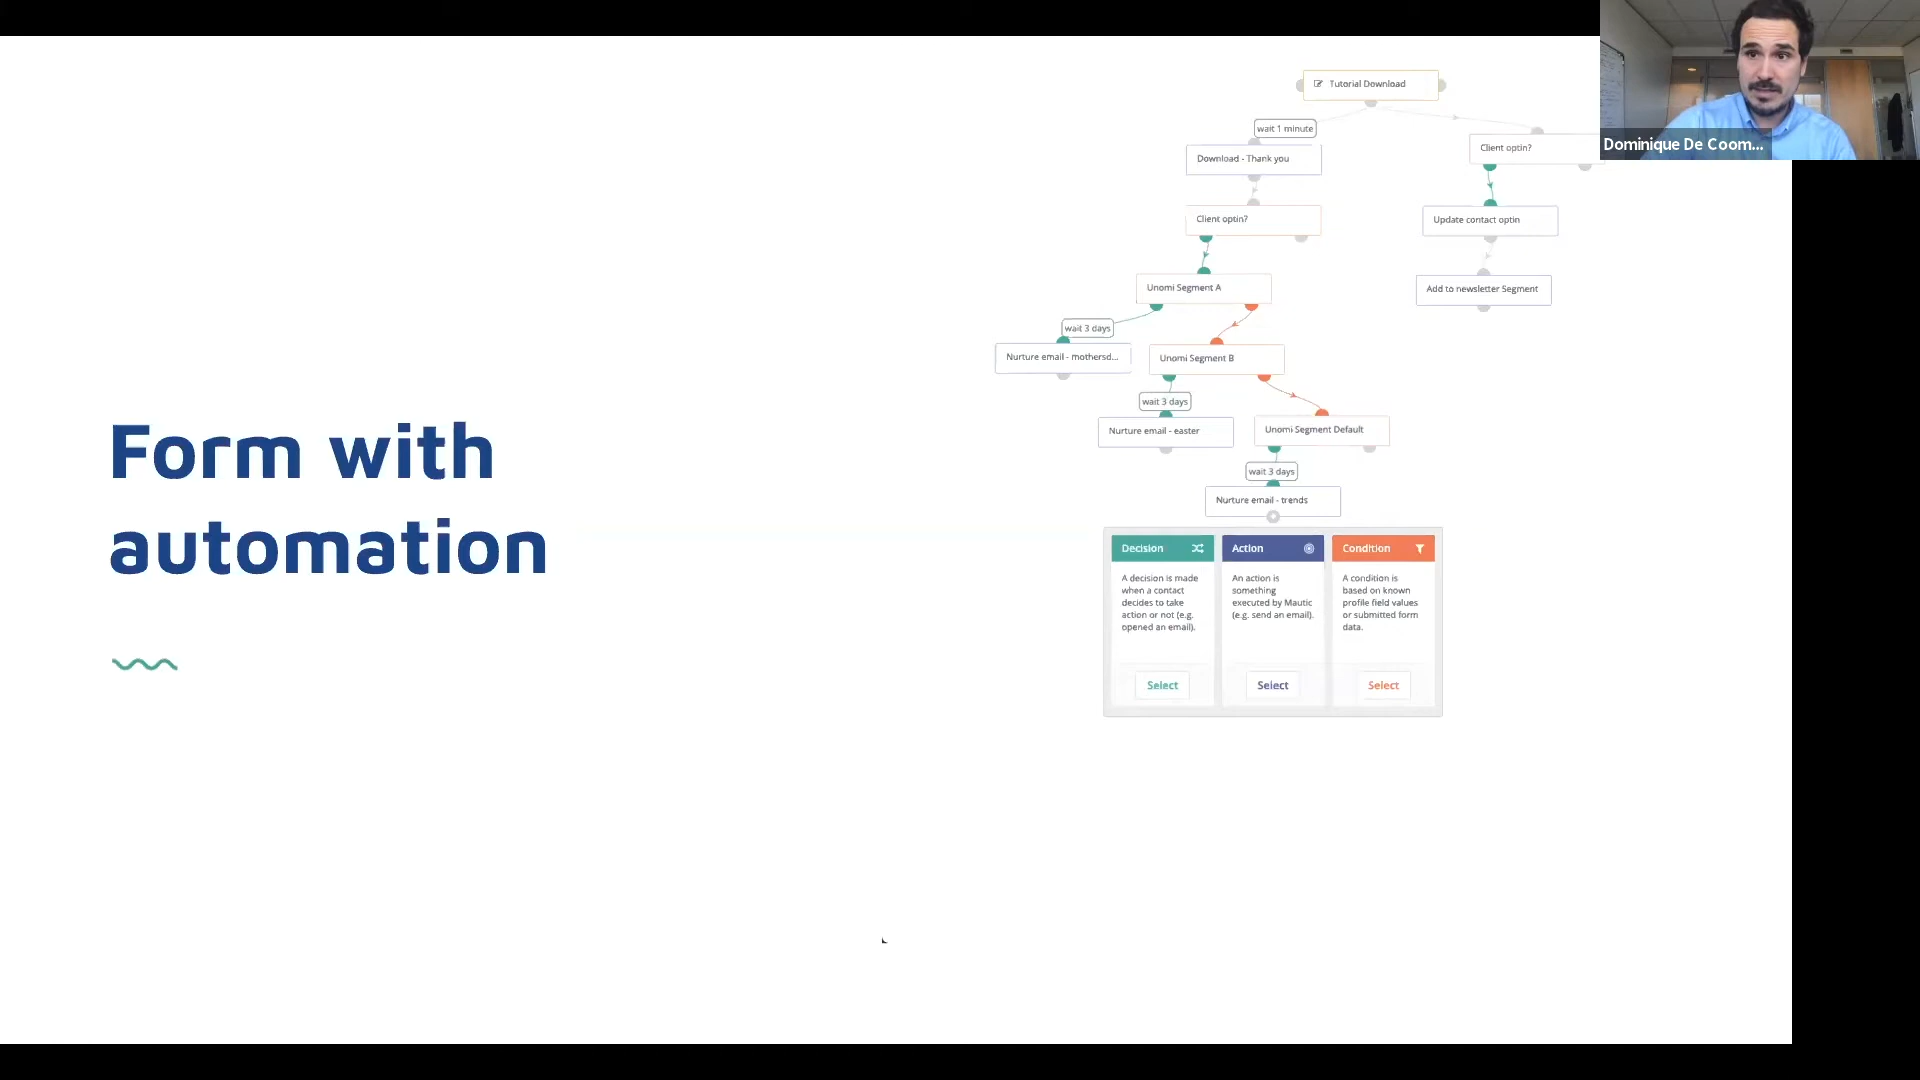 Form with
automation
Tutorial Download
wait 1 minute
Download - Thank you
Client optin?
Client optin?
Update contact optin
Add to newsletter Segment
Unomi Segment A
wait 3 days
Nurture email - mothersd...
Unomi Segment B
wait 3 days
Nurture email - easter
Unomi Segment Default
wait 3 days
Nurture email - trends
Decision
A decision is made
when a contact
decides to take
action or not (e.g.
opened an email).
Select
Action
An action is
something
executed by Mautic
(e.g. send an email).
Select
Condition
A condition is
based on known
profile field values
or submitted form
data.
Select
Dominique De Coom...